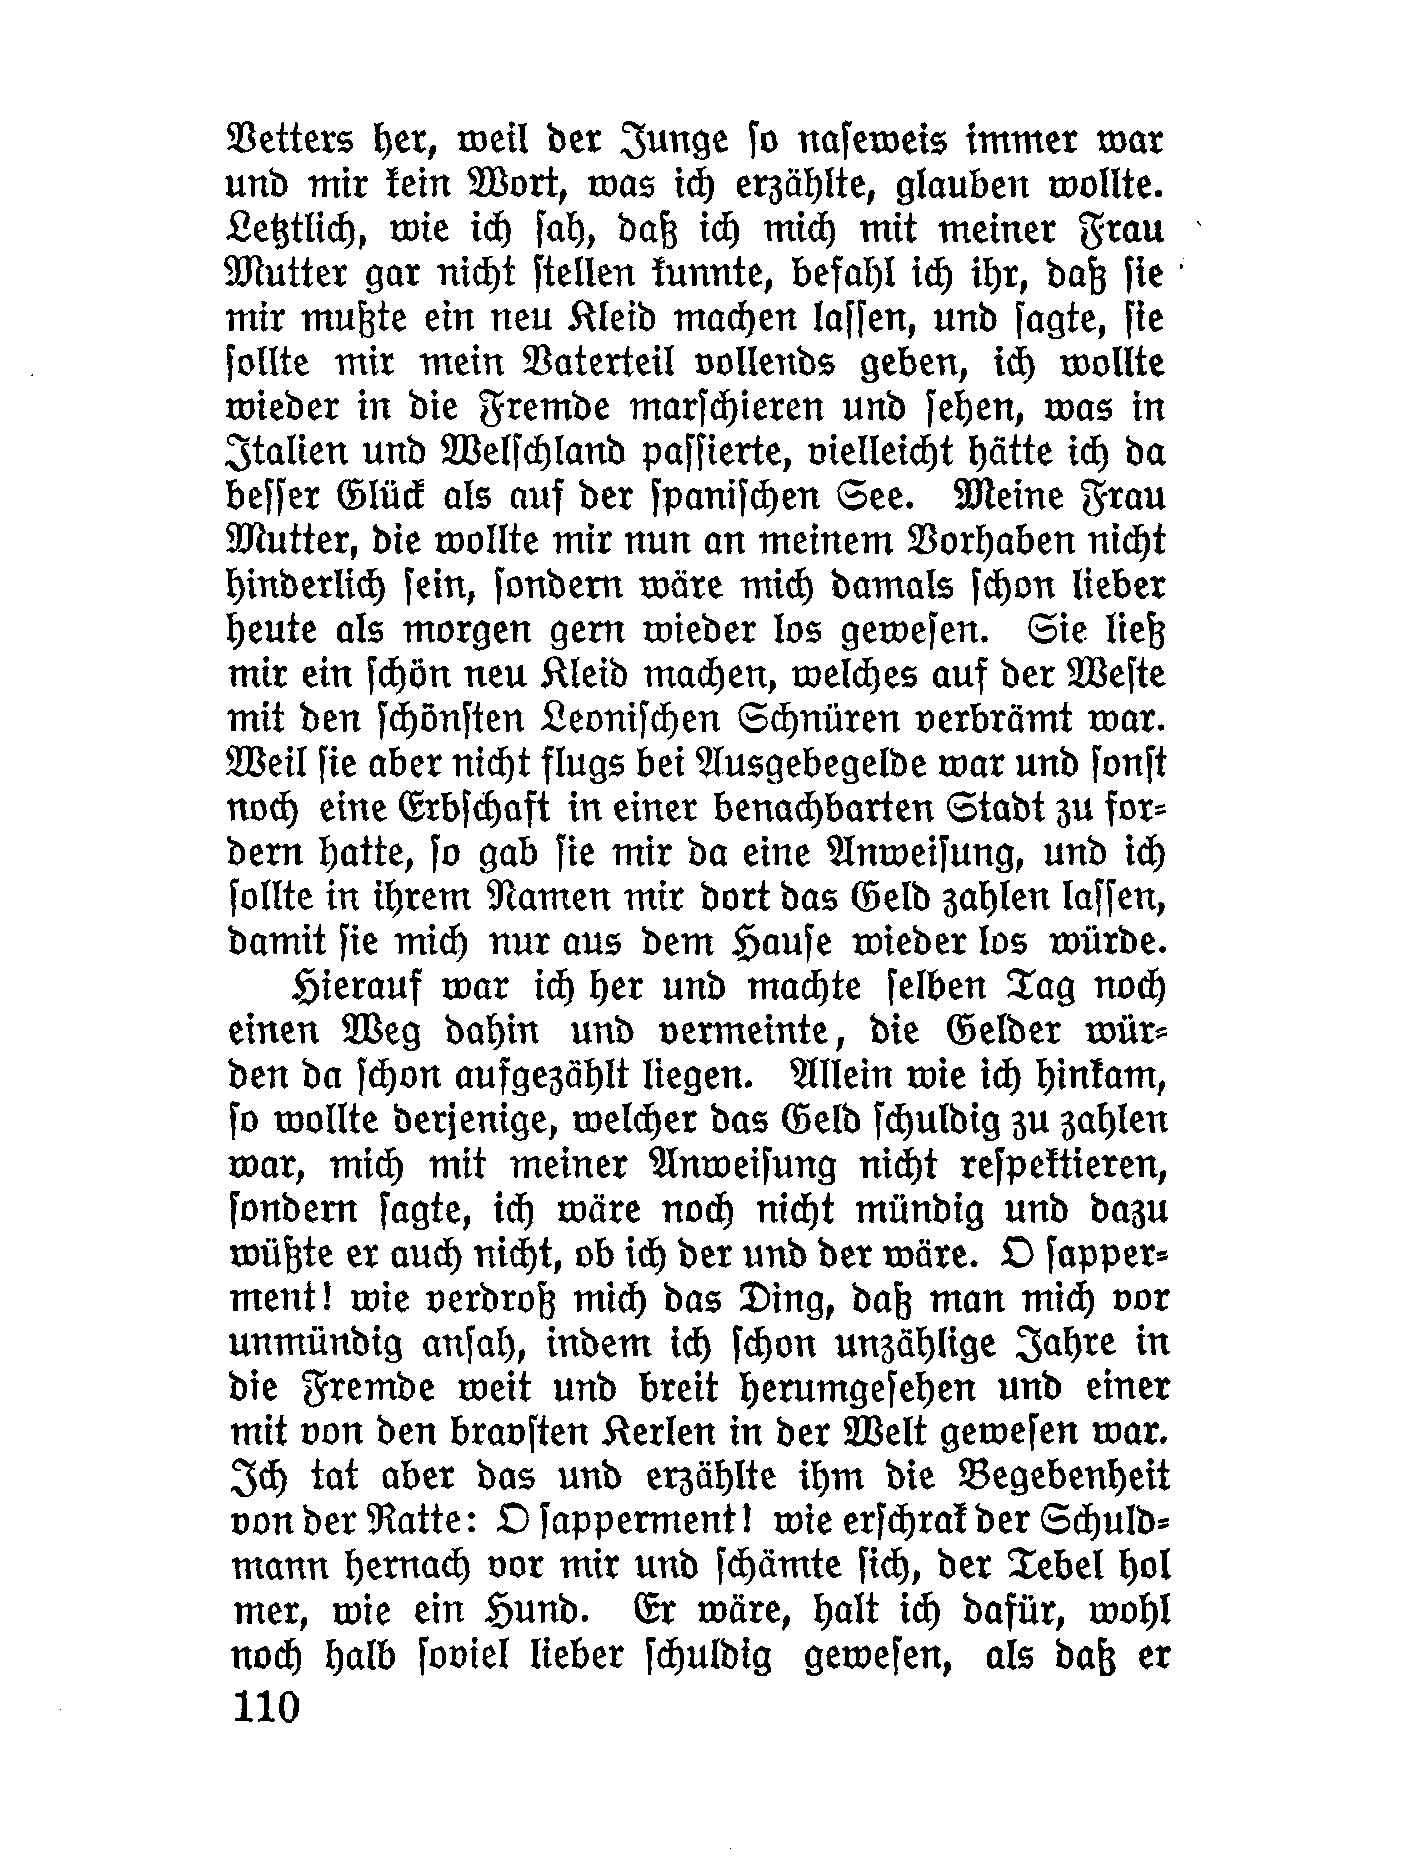 Vetters her, weil der Junge so naseweis immer war
und mir kein Wort, was ich erzählte, glauben wollte.
Letztlich, wie ich sah, daß ich mich mit meiner Frau
Mutter gar nicht stellen kunnte, befahl ich ihr, daß sie
mir mußte ein neu Kleid machen lassen, und sagte, sie
sollte mir mein Vaterteil vollends geben, ich wollte
wieder in die Fremde marschieren und sehen, was in
Italien und Welschland passierte, vielleicht hätte ich da
besser Glück als auf der spanischen See. Meine Frau
Mutter, die wollte mir nun an meinem Vorhaben nicht
hinderlich sein, sondern wäre mich damals schon lieber
heute als morgen gern wieder los gewesen. Sie ließ
mir ein schön neu Kleid machen, welches auf der Weste
mit den schönsten Leonischen Schnüren verbrämt war.
Weil sie aber nicht flugs bei Ausgebegelde war und sonst
noch eine Erbschaft in einer benachbarten Stadt zu for-
dern hatte, so gab sie mir da eine Anweisung, und ich
sollte in ihrem Namen mir dort das Geld zahlen lassen,
damit sie mich nur aus dem Hause wieder los würde.
Hierauf war ich her und machte selben Tag noch
einen Weg dahin und vermeinte, die Gelder wür-
den da schon aufgezählt liegen. Allein wie ich hinkam,
so wollte derjenige, welcher das Geld schuldig zu zahlen
war, mich mit meiner Anweisung nicht respektieren,
sondern sagte, ich wäre noch nicht mündig und dazu
wüßte er auch nicht, ob ich der und der wäre. O sapper-
ment! wie verdroß mich das Ding, daß man mich vor
unmündig ansah, indem ich schon unzählige Jahre in
die Fremde weit und breit herumgesehen und einer
mit von den bravsten Kerlen in der Welt gewesen war.
Ich tat aber das und erzählte ihm die Begebenheit
von der Ratte: O sapperment! wie erschrak der Schuld-
mann hernach vor mir und schämte sich, der Tebel hol
mer, wie ein Hund. Er wäre, halt ich dafür, wohl
noch halb soviel lieber schuldig gewesen, als daß er
110